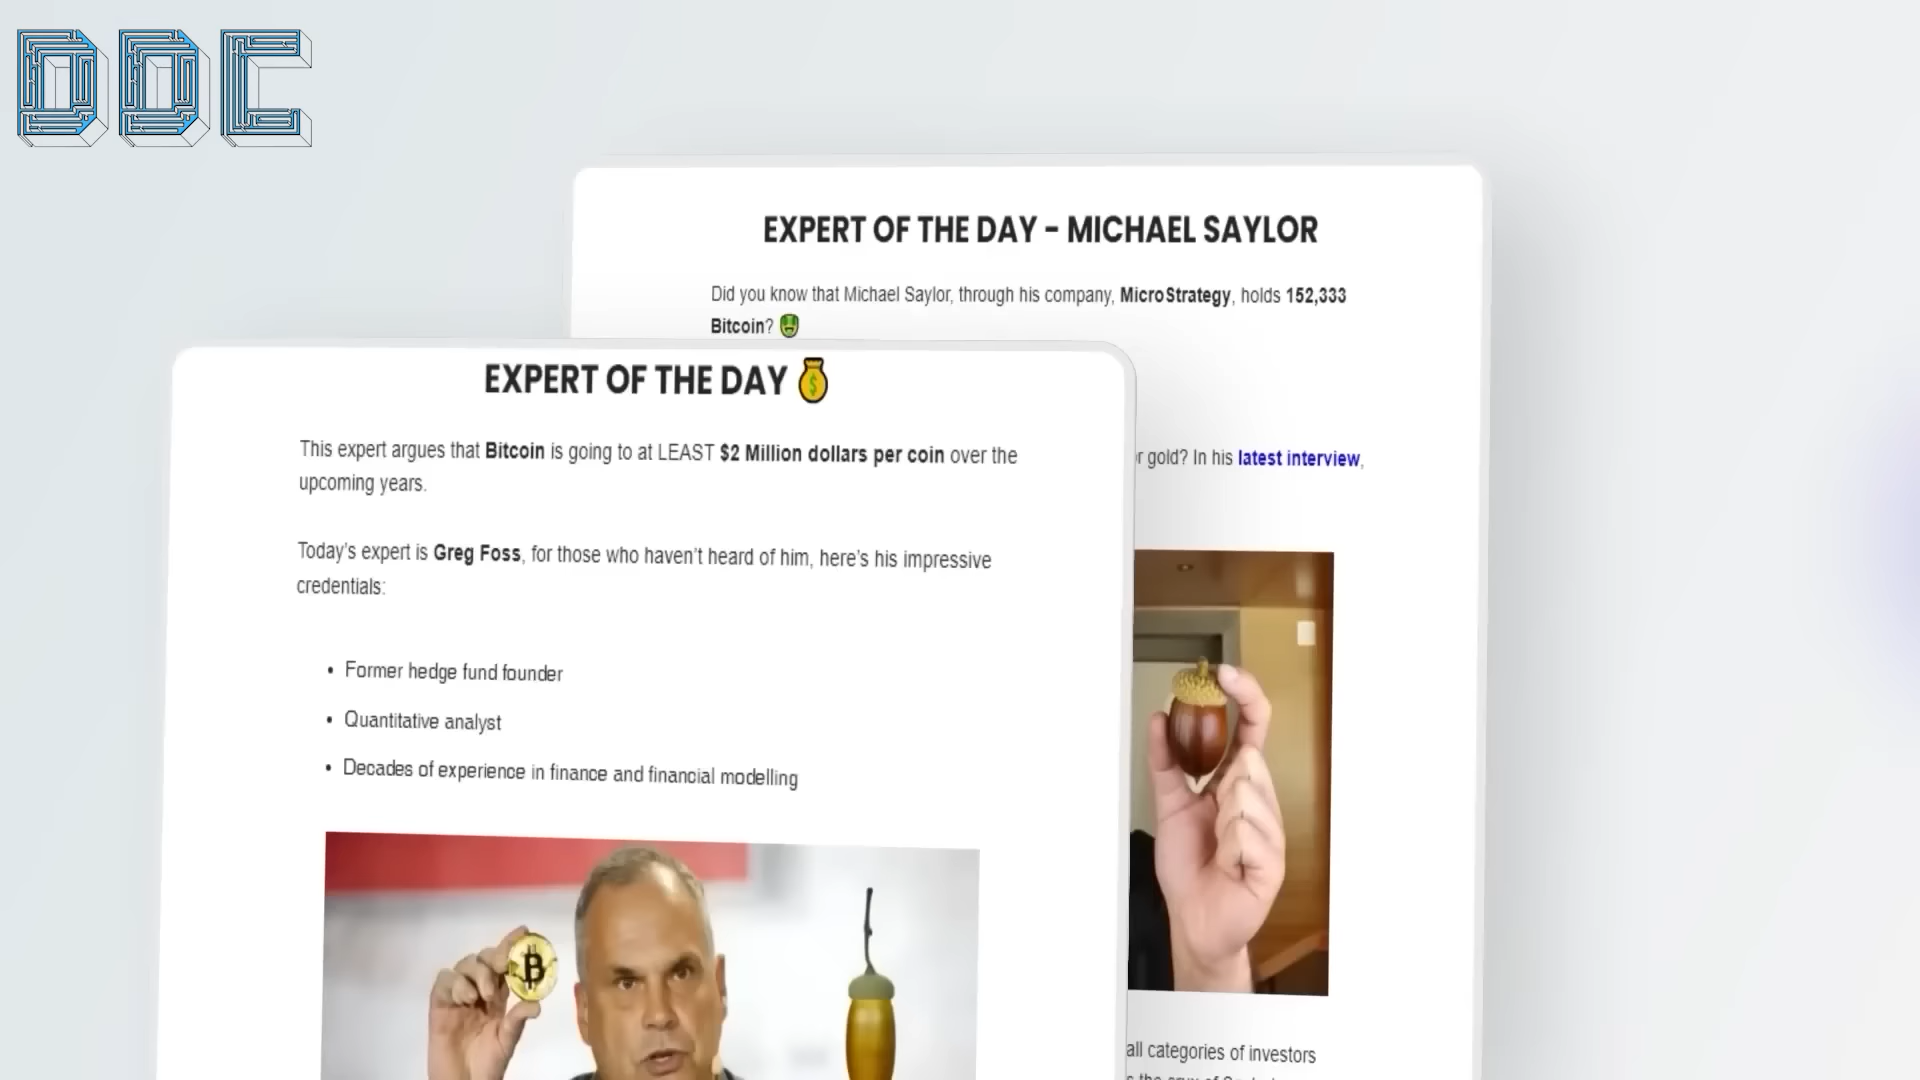 DDC
EXPERT OF THE DAY - MICHAEL SAYLOR
Did you know that Michael Saylor, through his company, MicroStrategy, holds 152,333
Bitcoin?
EXPERT OF THE DAY
This expert argues that Bitcoin is going to at LEAST $2 Million dollars per coin over the
upcoming years.
r gold? In his latest interview,
Today's expert is Greg Foss, for those who haven't heard of him, here's his impressive
credentials:
• Former hedge fund founder
• Quantitative analyst
• Decades of experience in finance and financial modelling
all categories of investors